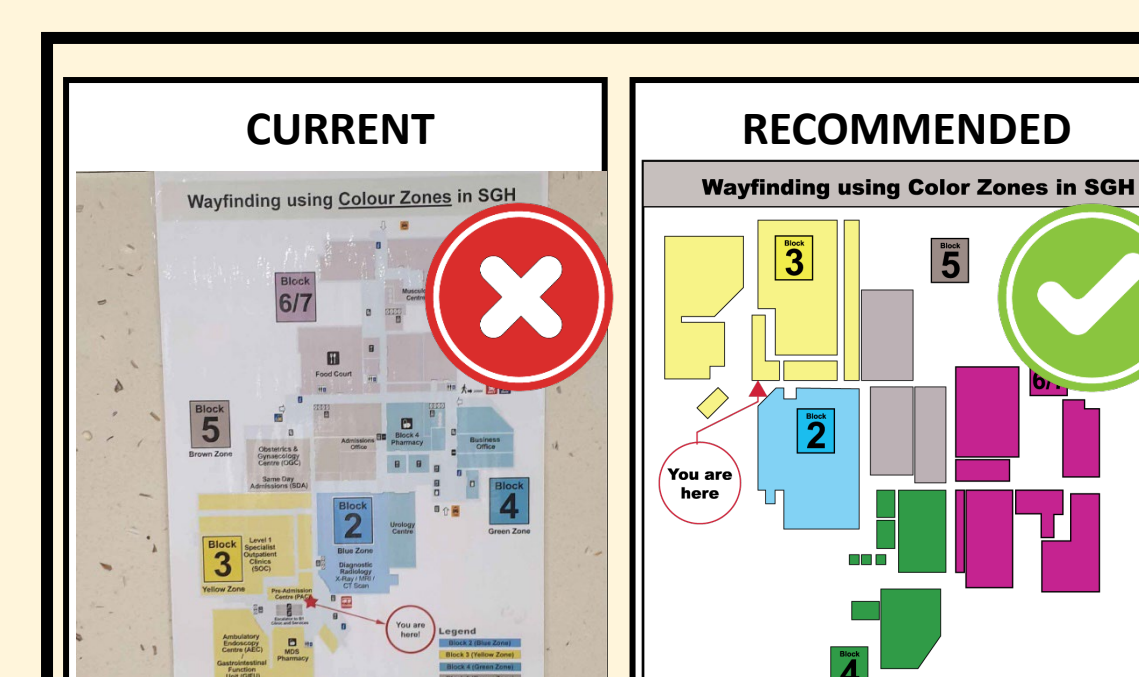 CURRENT
Wayfinding using Colour Zones in SGH
Block
6/7
Food Court
Block
5
Brown Zone
Obstetrics &
Gynaecology
Centre (OGC)
Same Day
Admissions (SDA)
Admissions
Office
Block 4
Pharmacy
Business
Office
Block
4
Green Zone
Block
2
Blue Zone
Diagnostic
Radiology
X-Ray / MRI /
CT Scan
Urology
Centre
Block
3
Yellow Zone
Level 1
Specialist
Outpatient
Clinics
(SOC)
Pre-Admission
Centre (PAC)
You are
here!
Ambulatory
Endoscopy
Centre (AEC)
/
Gastrointestinal
Function
Unit (GIFU)
MDS
Pharmacy
Legend
Block 2 (Blue Zone)
Block 3 (Yellow Zone)
Block 4 (Green Zone)
RECOMMENDED
Wayfinding using Color Zones in SGH
Block
3
Block
5
Block
2
You are
here
Block
4